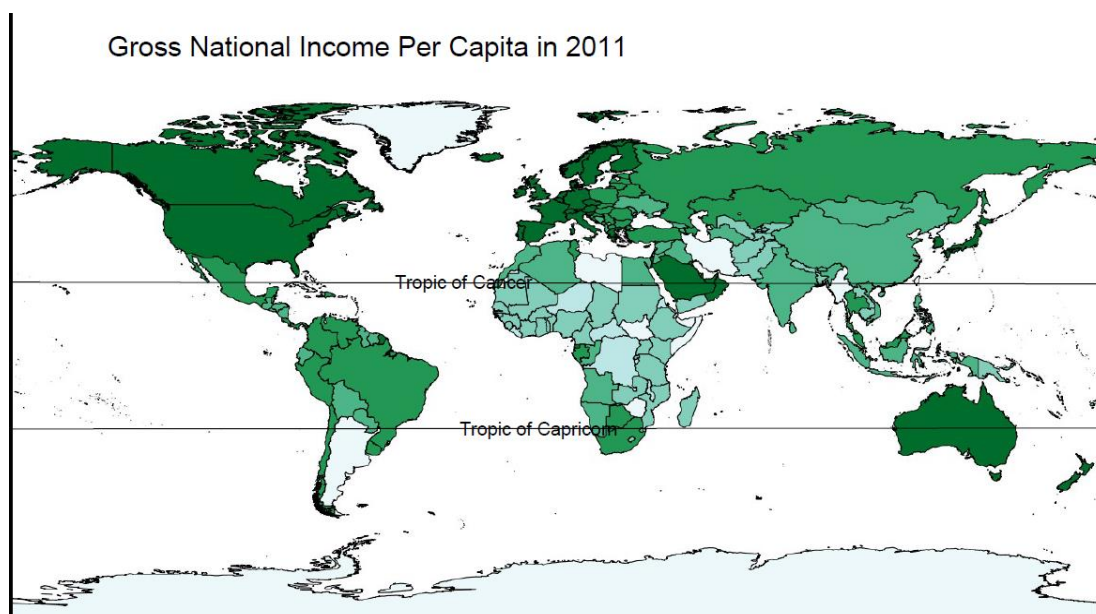 Gross National Income Per Capita in 2011
Tropic of Cancer
Tropic of Capricorn